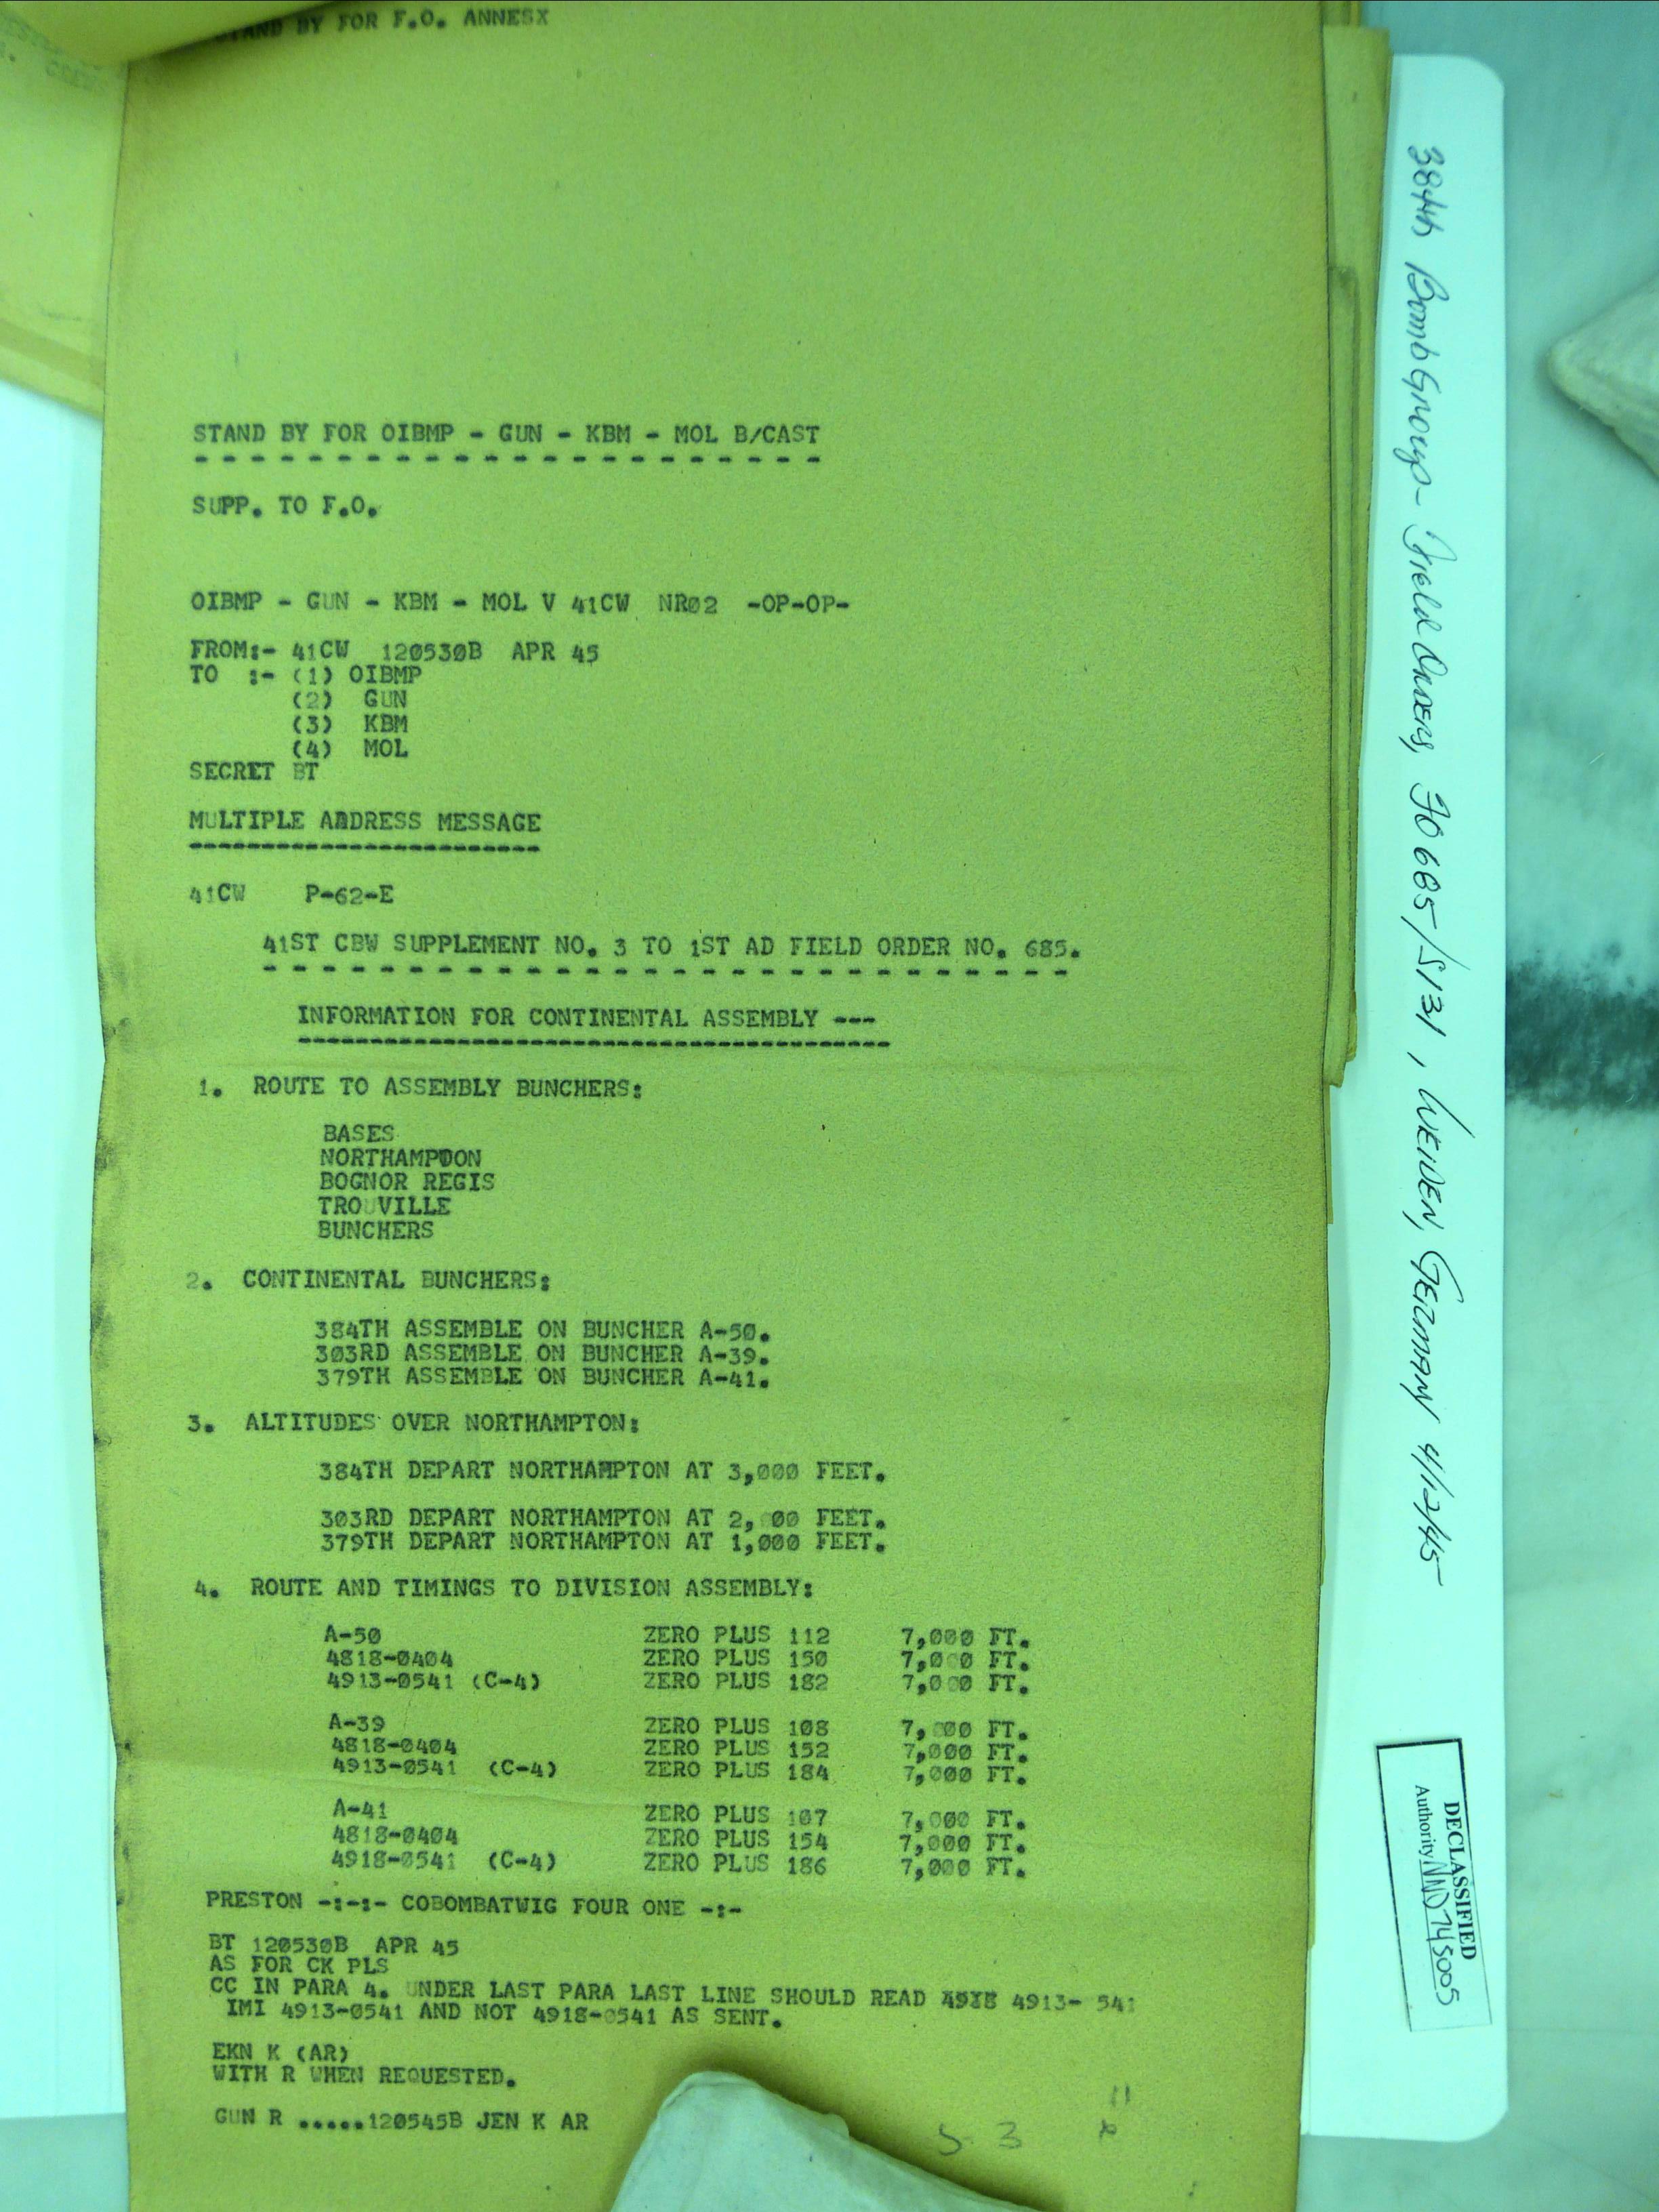 STAND BY FOR F.O. ANNESX
STAND BY FOR OIBMP - GUN - KBM - MOL B/CAST
- - - - - - - - - - - - - - - - - - - - - -
SUPP. TO F.O.
OIBMP - GUN - KBM - MOL V 41CW NR02 -OP-OP-
FROM:- 41CW 120530B APR 45
TO :- (1) OIBMP
(2) GUN
(3) KBM
(4) MOL
SECRET BT
MULTIPLE ADDRESS MESSAGE
------------------------
41CW P-62-E
41ST CBW SUPPLEMENT NO. 3 TO 1ST AD FIELD ORDER NO. 685.
- - - - - - - - - - - - - - - - - - - - - - - - - - - -
INFORMATION FOR CONTINENTAL ASSEMBLY ---
----------------------------------------
1. ROUTE TO ASSEMBLY BUNCHERS:
BASES
NORTHAMPDON
BOGNOR REGIS
TROUVILLE
BUNCHERS
2. CONTINENTAL BUNCHERS:
384TH ASSEMBLE ON BUNCHER A-50.
303RD ASSEMBLE ON BUNCHER A-39.
379TH ASSEMBLE ON BUNCHER A-41.
3. ALTITUDES OVER NORTHAMPTON:
384TH DEPART NORTHAMPTON AT 3,000 FEET.
303RD DEPART NORTHAMPTON AT 2, 00 FEET.
379TH DEPART NORTHAMPTON AT 1,000 FEET.
4. ROUTE AND TIMINGS TO DIVISION ASSEMBLY:
A-50 ZERO PLUS 112 7,000 FT.
4818-0404 ZERO PLUS 150 7,000 FT.
4913-0541 (C-4) ZERO PLUS 182 7,000 FT.
A-39 ZERO PLUS 108 7,000 FT.
4818-0404 ZERO PLUS 152 7,000 FT.
4913-0541 (C-4) ZERO PLUS 184 7,000 FT.
A-41 ZERO PLUS 107 7,000 FT.
4818-0404 ZERO PLUS 154 7,000 FT.
4918-0541 (C-4) ZERO PLUS 186 7,000 FT.
PRESTON -:-:- COBOMBATWIG FOUR ONE -:-
BT 120530B APR 45
AS FOR CK PLS
CC IN PARA 4. UNDER LAST PARA LAST LINE SHOULD READ 4918 4913- 541
IMI 4913-0541 AND NOT 4918-0541 AS SENT.
EKN K (AR)
WITH R WHEN REQUESTED.
GUN R .....120545B JEN K AR
S 3
384th Bomb Group - Field Orders, FO 685/S131, WEIDEN, GERMANY 4/12/45
DECLASSIFIED
Authority NND745005